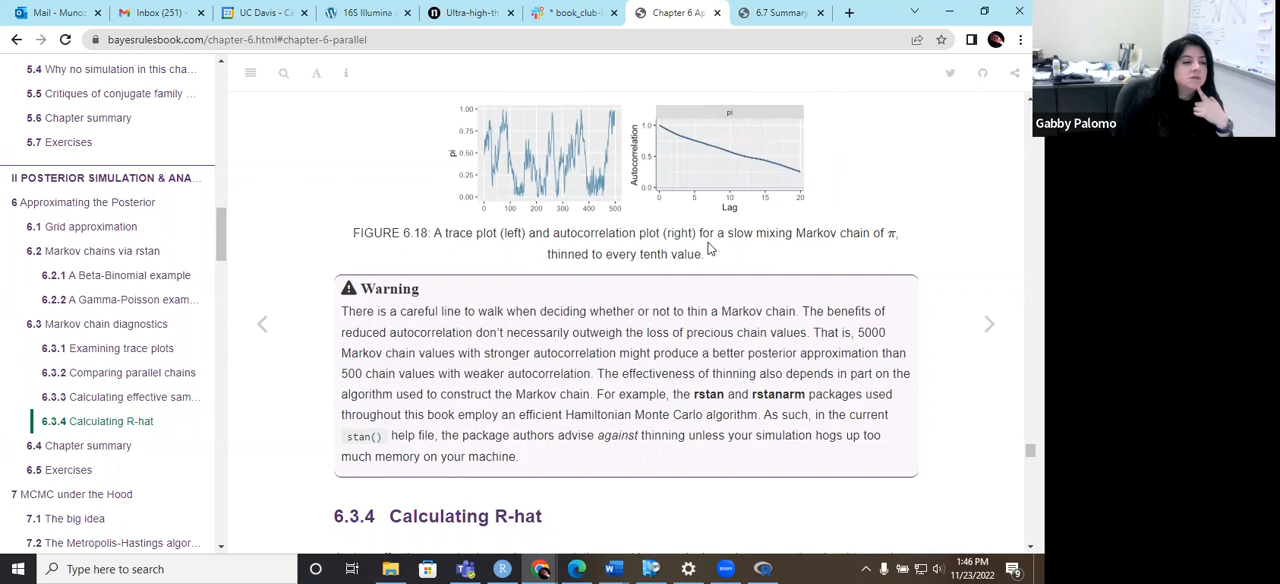 Mail - Munoz
Inbox (251) -
UC Davis - Ca
16S Illumina
Ultra-high-th
* book_club-
Chapter 6 Ap
6.7 Summary
bayesrulesbook.com/chapter-6.html#chapter-6-parallel
Gabby Palomo
5.4 Why no simulation in this cha...
5.5 Critiques of conjugate family ...
5.6 Chapter summary
5.7 Exercises
II POSTERIOR SIMULATION & ANA...
6 Approximating the Posterior
6.1 Grid approximation
6.2 Markov chains via rstan
6.2.1 A Beta-Binomial example
6.2.2 A Gamma-Poisson exam...
6.3 Markov chain diagnostics
6.3.1 Examining trace plots
6.3.2 Comparing parallel chains
6.3.3 Calculating effective sam...
6.3.4 Calculating R-hat
6.4 Chapter summary
6.5 Exercises
7 MCMC under the Hood
7.1 The big idea
7.2 The Metropolis-Hastings algor...
pi
1.00
0.75
0.50
0.25
0.00
0 100 200 300 400 500
pi
Autocorrelation
1.0
0.5
0.0
0 5 10 15 20
Lag
FIGURE 6.18: A trace plot (left) and autocorrelation plot (right) for a slow mixing Markov chain of π,
thinned to every tenth value.
Warning
There is a careful line to walk when deciding whether or not to thin a Markov chain. The benefits of
reduced autocorrelation don't necessarily outweigh the loss of precious chain values. That is, 5000
Markov chain values with stronger autocorrelation might produce a better posterior approximation than
500 chain values with weaker autocorrelation. The effectiveness of thinning also depends in part on the
algorithm used to construct the Markov chain. For example, the rstan and rstanarm packages used
throughout this book employ an efficient Hamiltonian Monte Carlo algorithm. As such, in the current
stan() help file, the package authors advise against thinning unless your simulation hogs up too
much memory on your machine.
6.3.4 Calculating R-hat
Type here to search
1:46 PM
11/23/2022